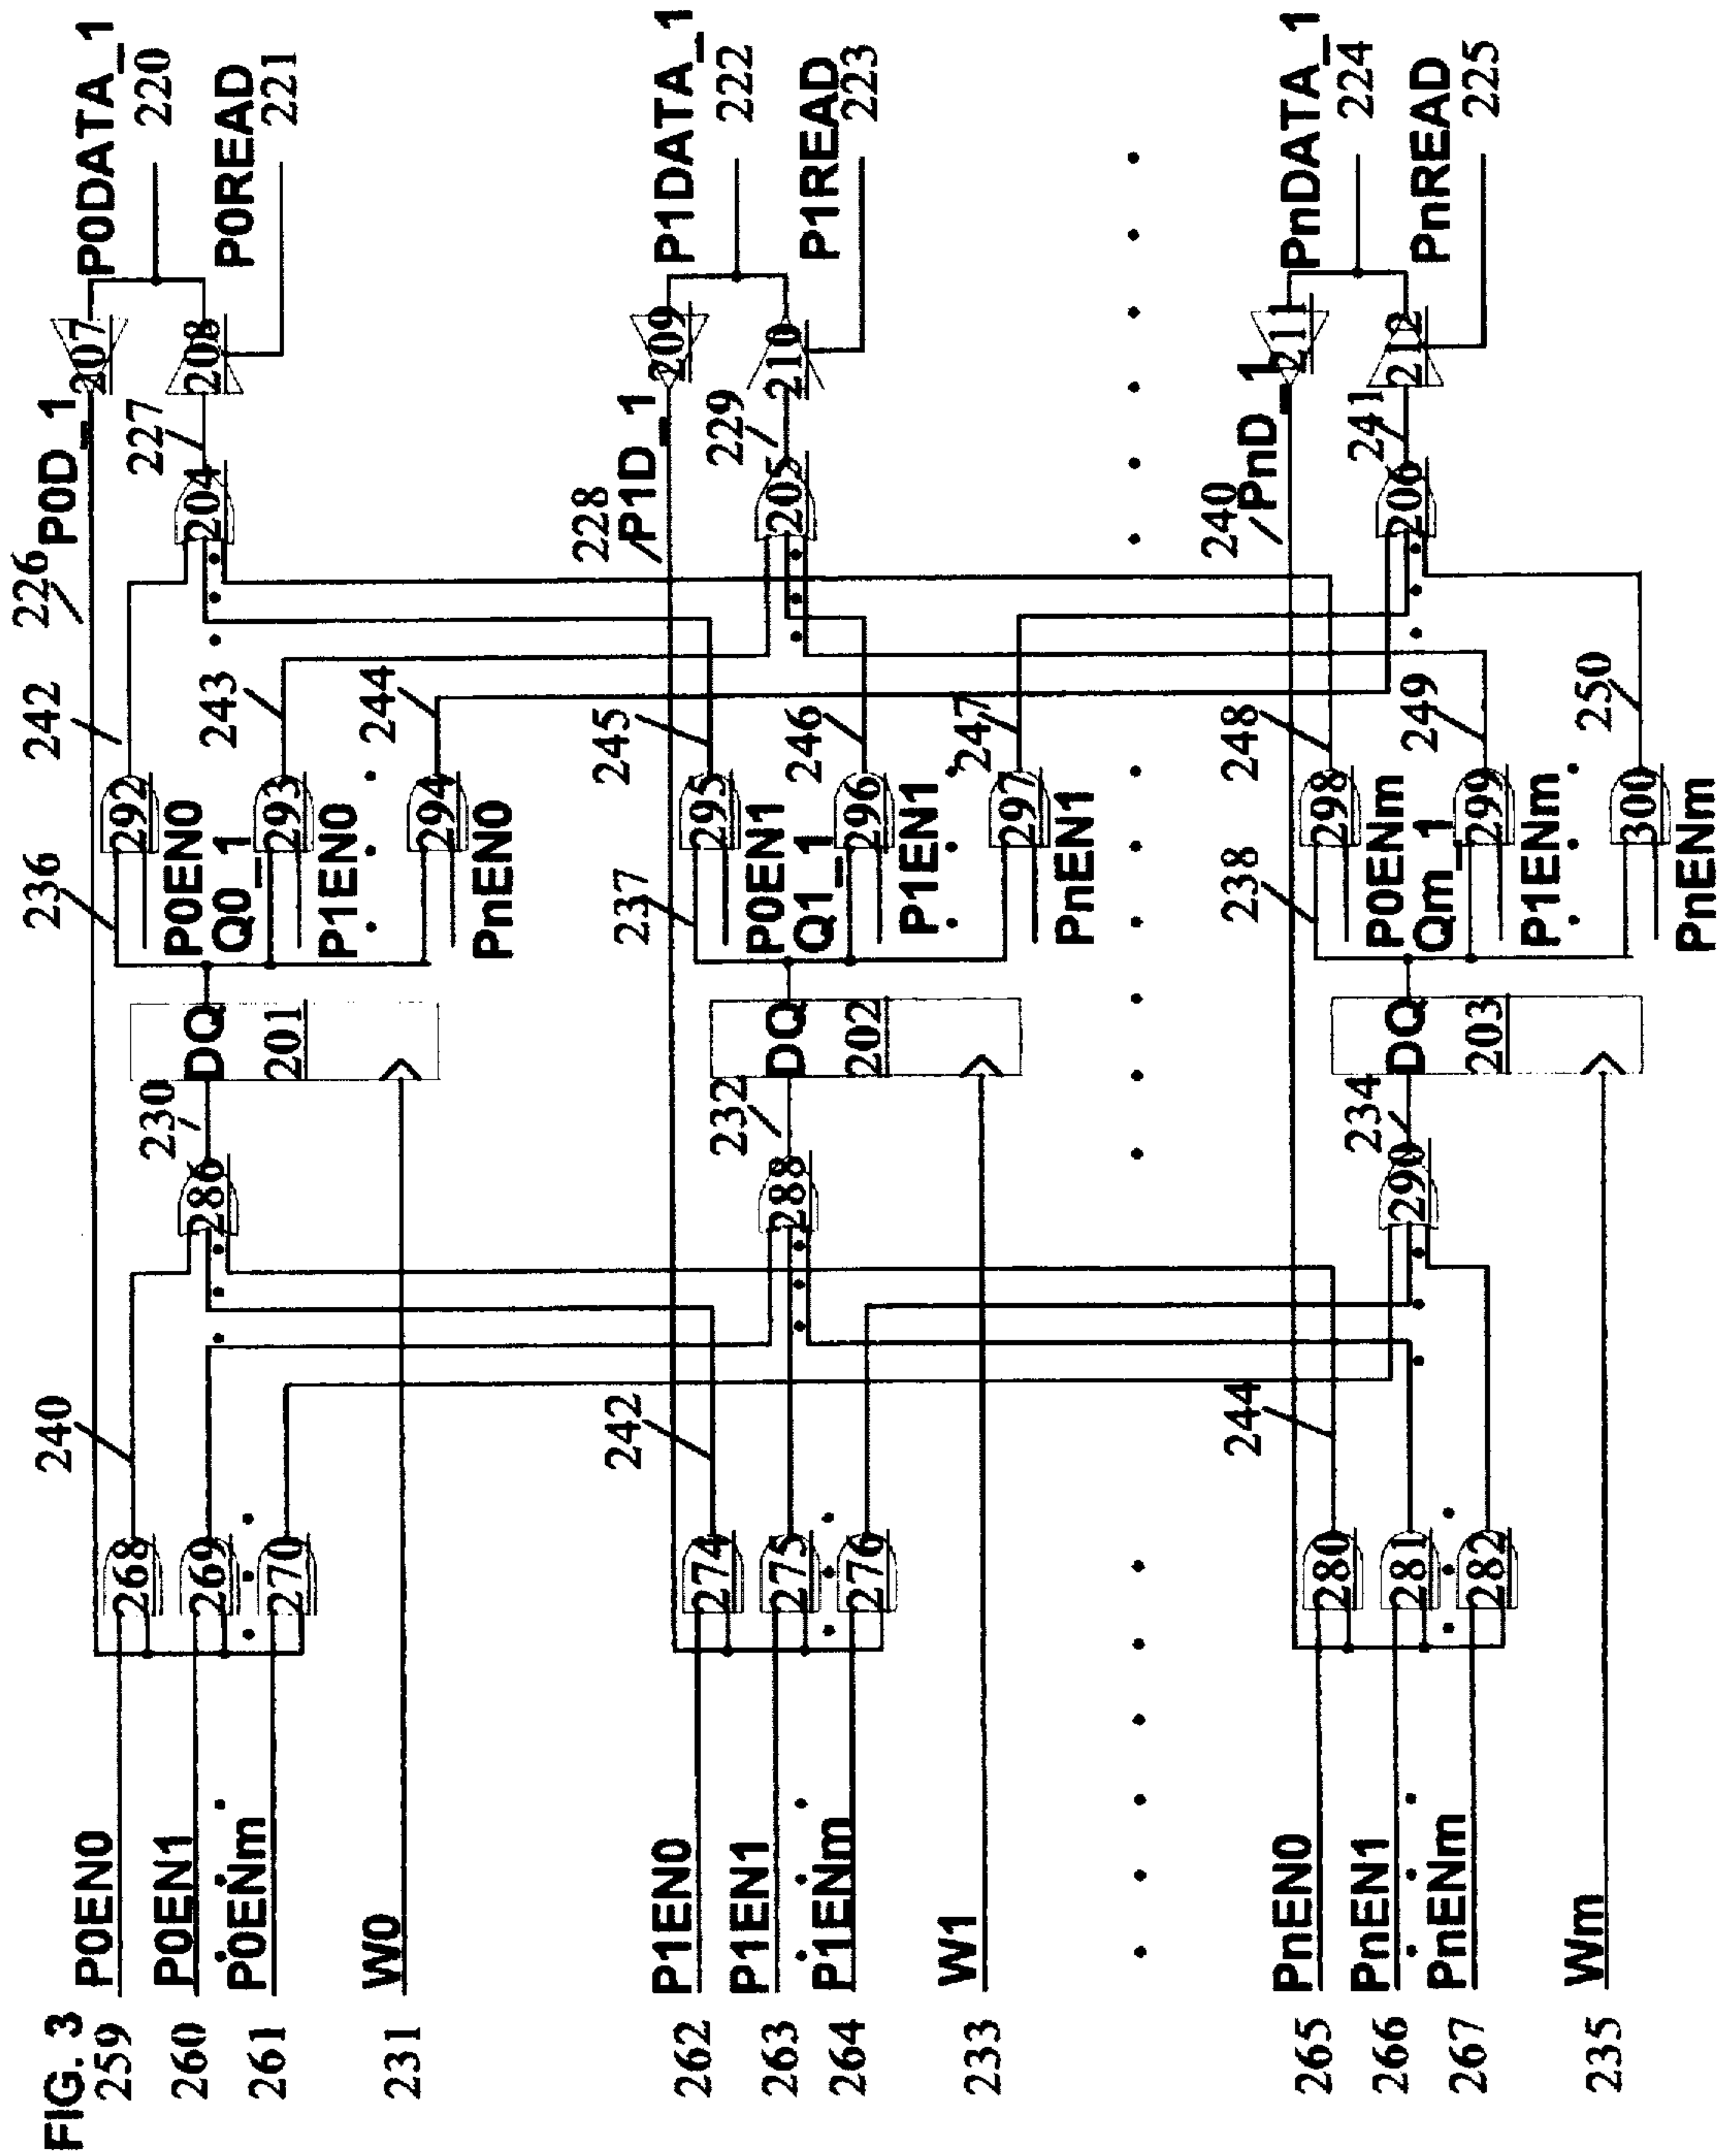 FIG. 3
259 P0EN0
260 P0EN1
261 P0ENm
231 W0
262 P1EN0
263 P1EN1
264 P1ENm
233 W1
265 PnEN0
266 PnEN1
267 PnENm
235 Wm
268
269
270
240
274
275
276
242
280
281
282
244
286
230
288
232
290
234
DQ
201
DQ
202
DQ
203
236
P0EN0
Q0_1
P1EN0
PnEN0
237
P0EN1
Q1_1
P1EN1
PnEN1
238
P0ENm
Qm_1
P1ENm
PnENm
292
293
294
295
296
297
298
299
300
242
243
244
245
246
247
248
249
250
226
P0D_1
204
227
228
P1D_1
205
229
240
PnD_1
206
241
207
208
209
210
211
212
P0DATA_1
220
P0READ
221
P1DATA_1
222
P1READ
223
PnDATA_1
224
PnREAD
225